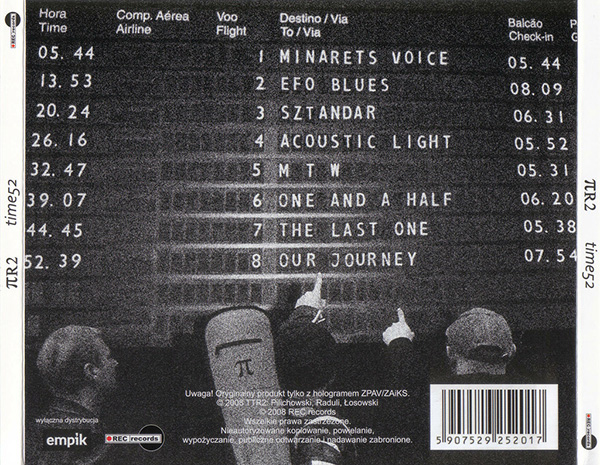 Hora Comp. Aérea Voo Destino / Via Balcão P
Time Airline Flight To / Via Check-in G
05. 44 1 MINARETS VOICE 05. 44
13. 53 2 EFO BLUES 08. 09
20. 24 3 SZTANDAR 06. 31
26. 16 4 ACOUSTIC LIGHT 05. 52
32. 47 5 M T W 05. 31
39. 07 6 ONE AND A HALF 06. 20
44. 45 7 THE LAST ONE 05. 38
52. 39 8 OUR JOURNEY 07. 54
π
Uwaga! Oryginalny produkt tylko z hologramem ZPAV/ZAiKS.
© 2008 TTR2: Pilichowski, Raduli, Łosowski
© 2008 REC records
Wszelkie prawa zastrzeżone.
Nieautoryzowane kopiowanie, powielanie,
wypożyczanie, publiczne odtwarzanie i nadawanie zabronione.
wyłączna dystrybucja
empik REC records
5 907529 252017
πR2 time52
πR2 time52
REC records
REC records